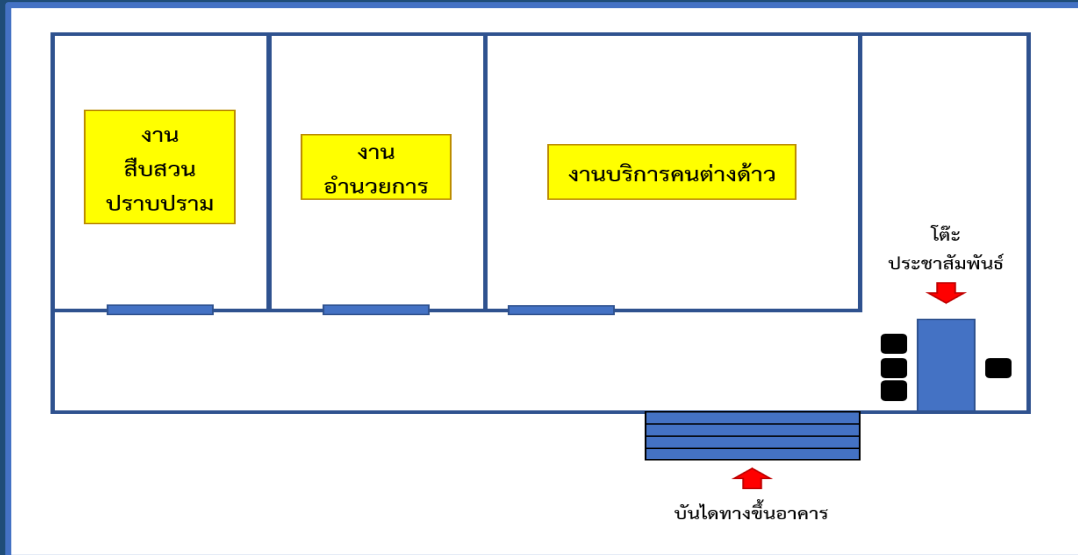 งาน
สืบสวน
ปราบปราม
งาน
อำนวยการ
งานบริการคนต่างด้าว
โต๊ะ
ประชาสัมพันธ์
บันไดทางขึ้นอาคาร